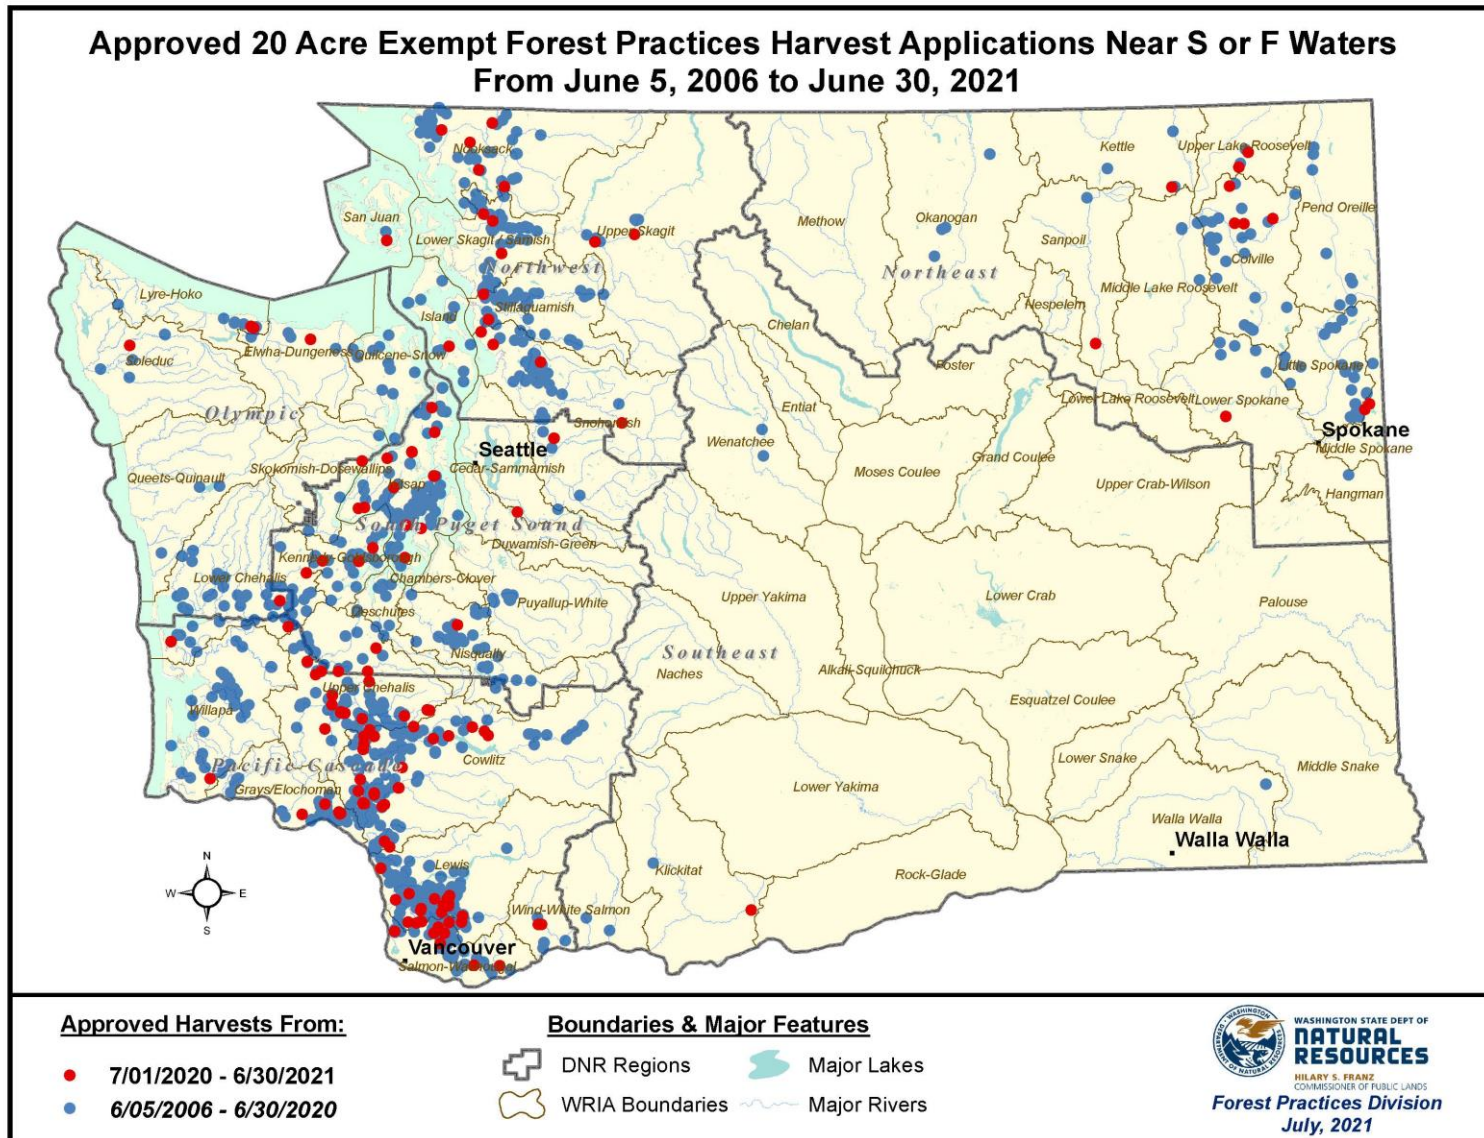 Approved 20 Acre Exempt Forest Practices Harvest Applications Near S or F Waters
From June 5, 2006 to June 30, 2021
Nooksack
Kettle
Upper Lake Roosevelt
San Juan
Lower Skagit / Samish
Upper Skagit
Methow
Okanogan
Sanpoil
Pend Oreille
Northwest
Northeast
Colville
Lyre-Hoko
Island
Stillaguamish
Nespelem
Middle Lake Roosevelt
Chelan
Soleduc
Elwha-Dungeness
Quilcene-Snow
Foster
Little Spokane
Olympic
Entiat
Lower Lake Roosevelt
Lower Spokane
Snohomish
Wenatchee
Spokane
Seattle
Middle Spokane
Skokomish-Dosewallips
Cedar-Sammamish
Moses Coulee
Grand Coulee
Queets-Quinault
Kitsap
Upper Crab-Wilson
Hangman
South Puget Sound
Duwamish-Green
Kennedy-Goldsborough
Lower Chehalis
Chambers-Clover
Deschutes
Puyallup-White
Upper Yakima
Lower Crab
Palouse
Nisqually
Southeast
Naches
Alkali-Squilchuck
Upper Chehalis
Willapa
Esquatzel Coulee
Pacific-Cascade
Cowlitz
Lower Snake
Middle Snake
Grays/Elochoman
Lower Yakima
Walla Walla
Walla Walla
Lewis
Klickitat
Rock-Glade
Wind-White Salmon
Vancouver
Salmon-Washougal
N
W E
S
Approved Harvests From:
7/01/2020 - 6/30/2021
6/05/2006 - 6/30/2020
Boundaries & Major Features
DNR Regions
Major Lakes
WRIA Boundaries
Major Rivers
WASHINGTON STATE DEPT OF
NATURAL
RESOURCES
HILARY S. FRANZ
COMMISSIONER OF PUBLIC LANDS
Forest Practices Division
July, 2021